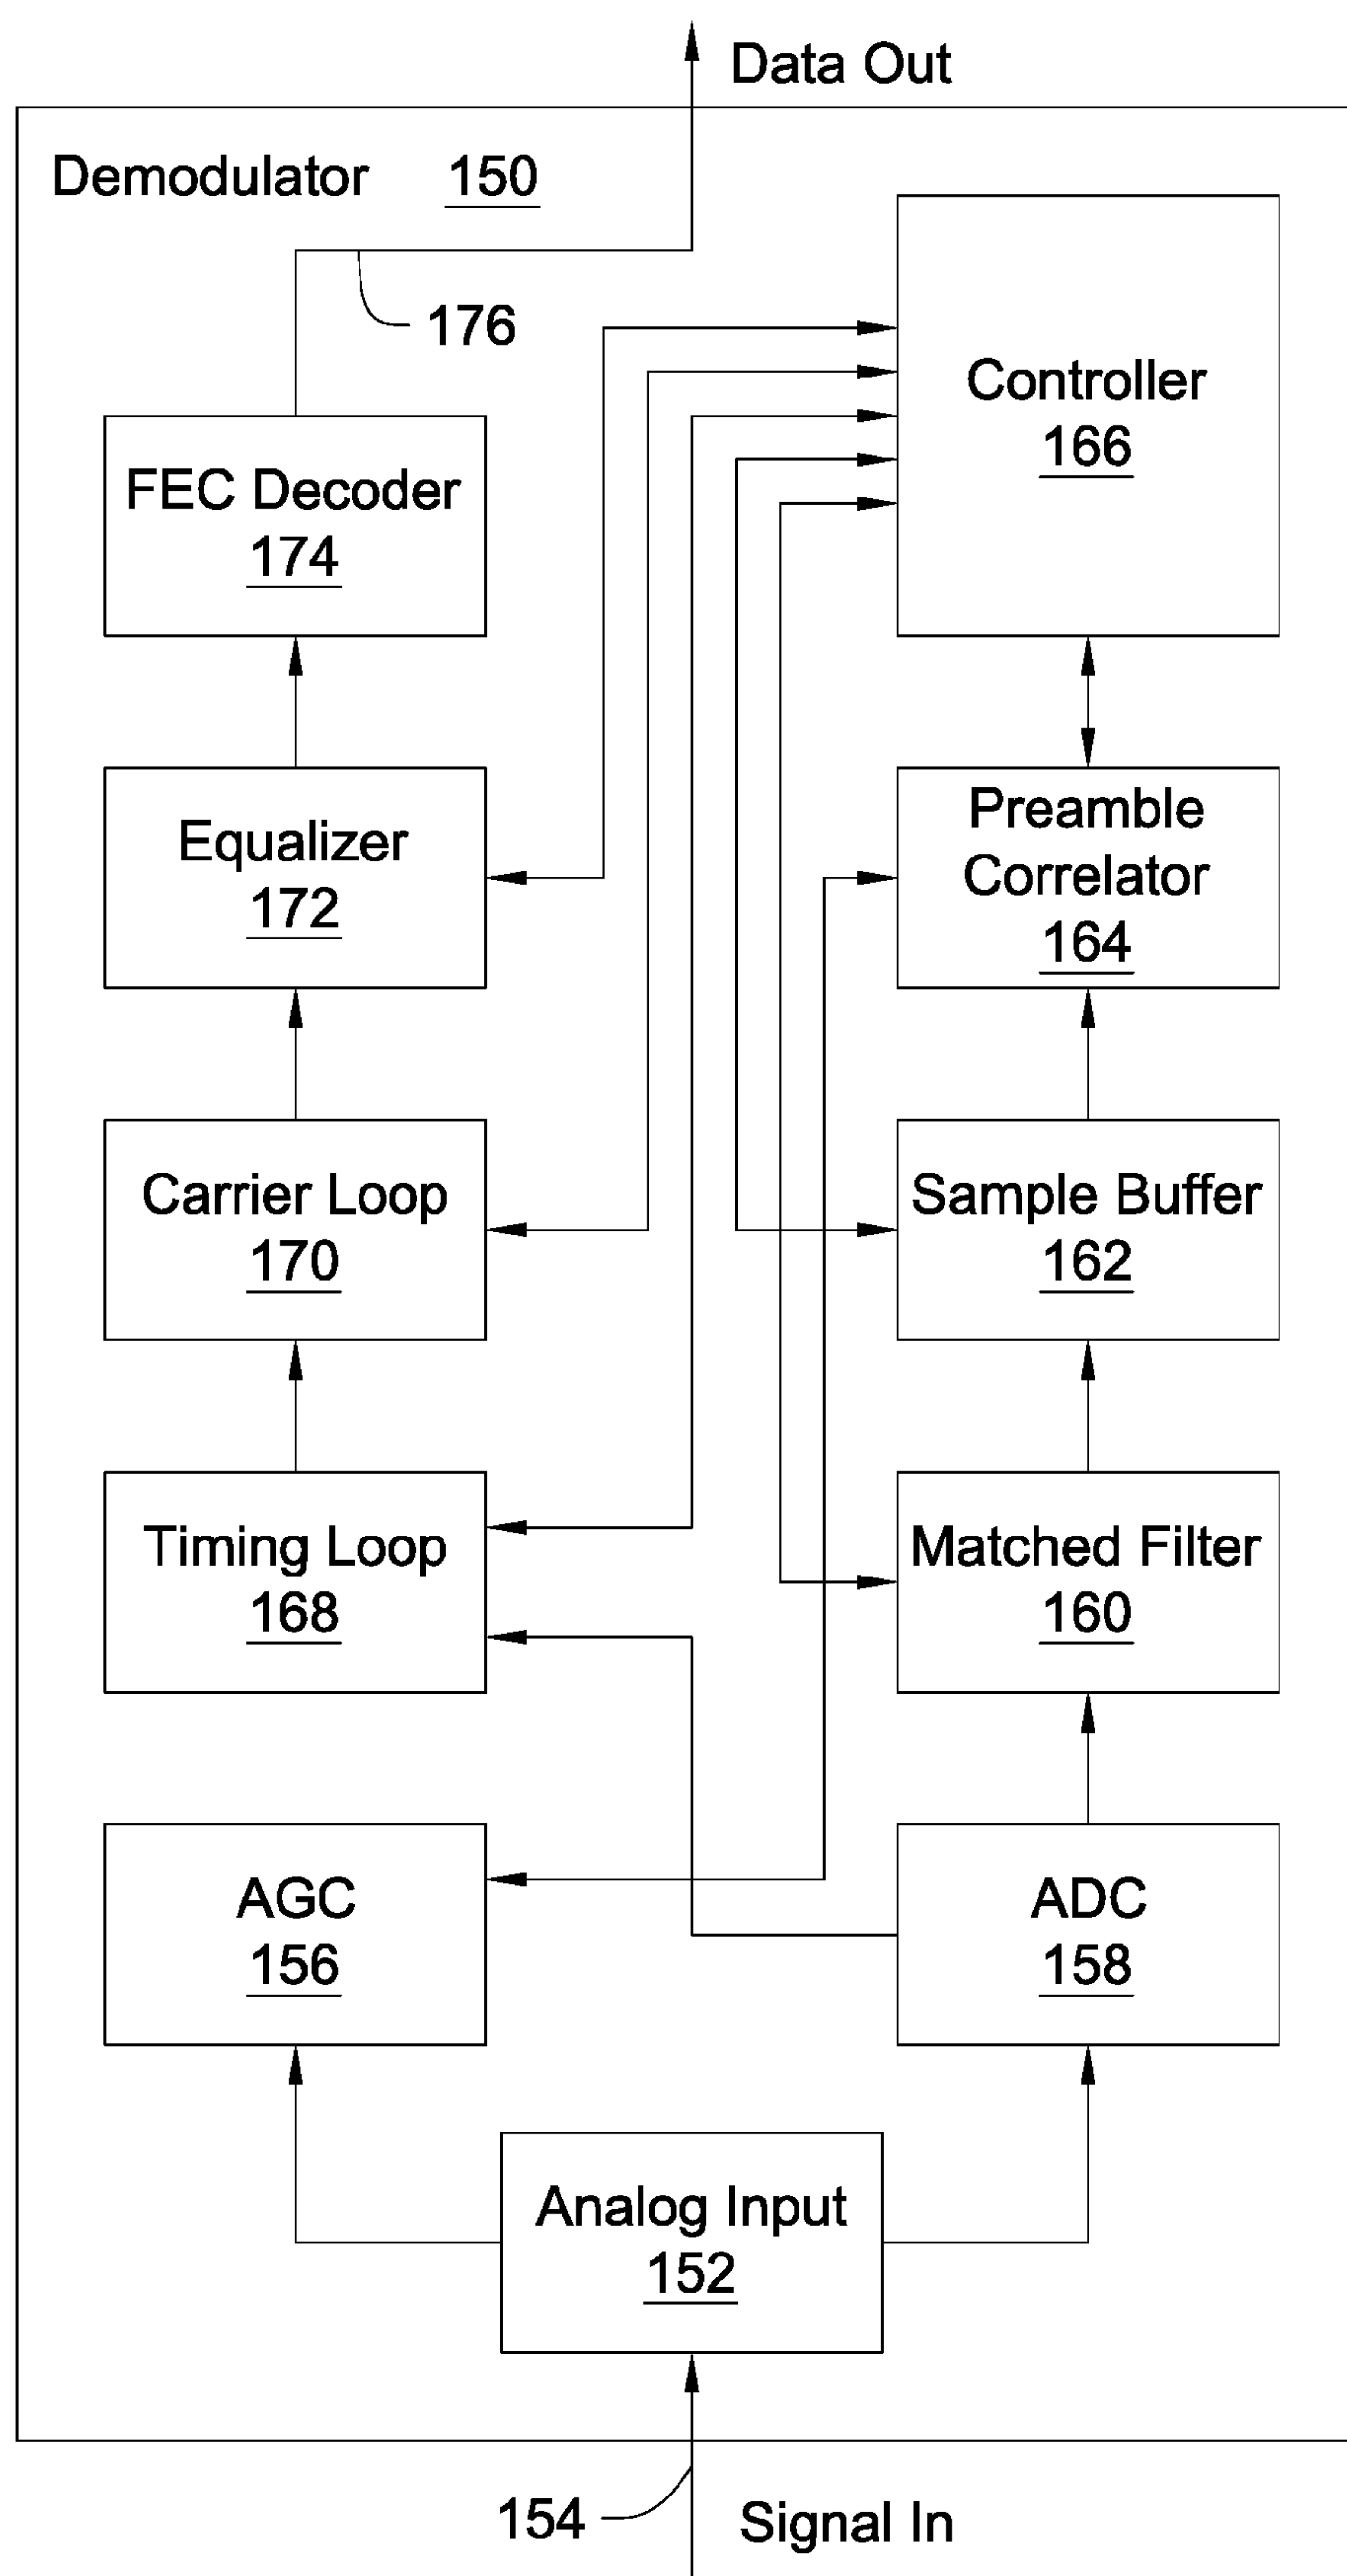 Data Out
Demodulator 150
176
Controller
166
FEC Decoder
174
Equalizer
172
Preamble
Correlator
164
Carrier Loop
170
Sample Buffer
162
Timing Loop
168
Matched Filter
160
AGC
156
ADC
158
Analog Input
152
154
Signal In